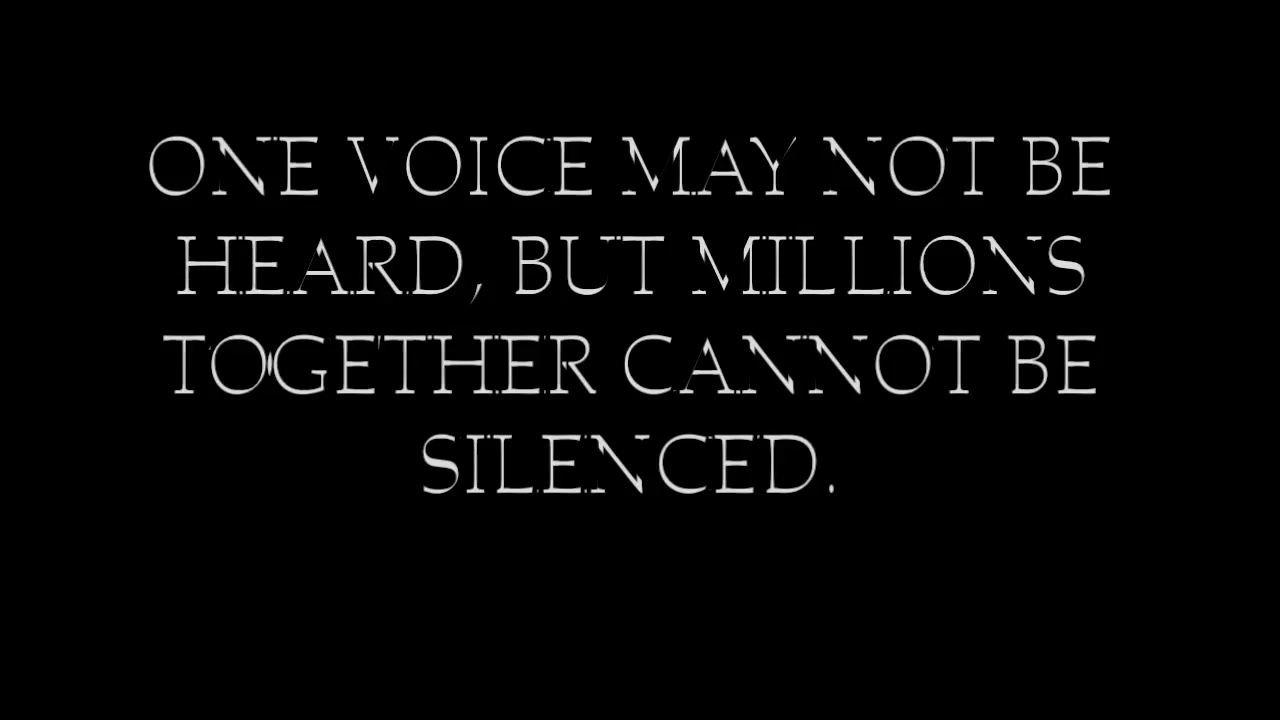 ONE VOICE MAY NOT BE
HEARD, BUT MILLIONS
TOGETHER CANNOT BE
SILENCED.